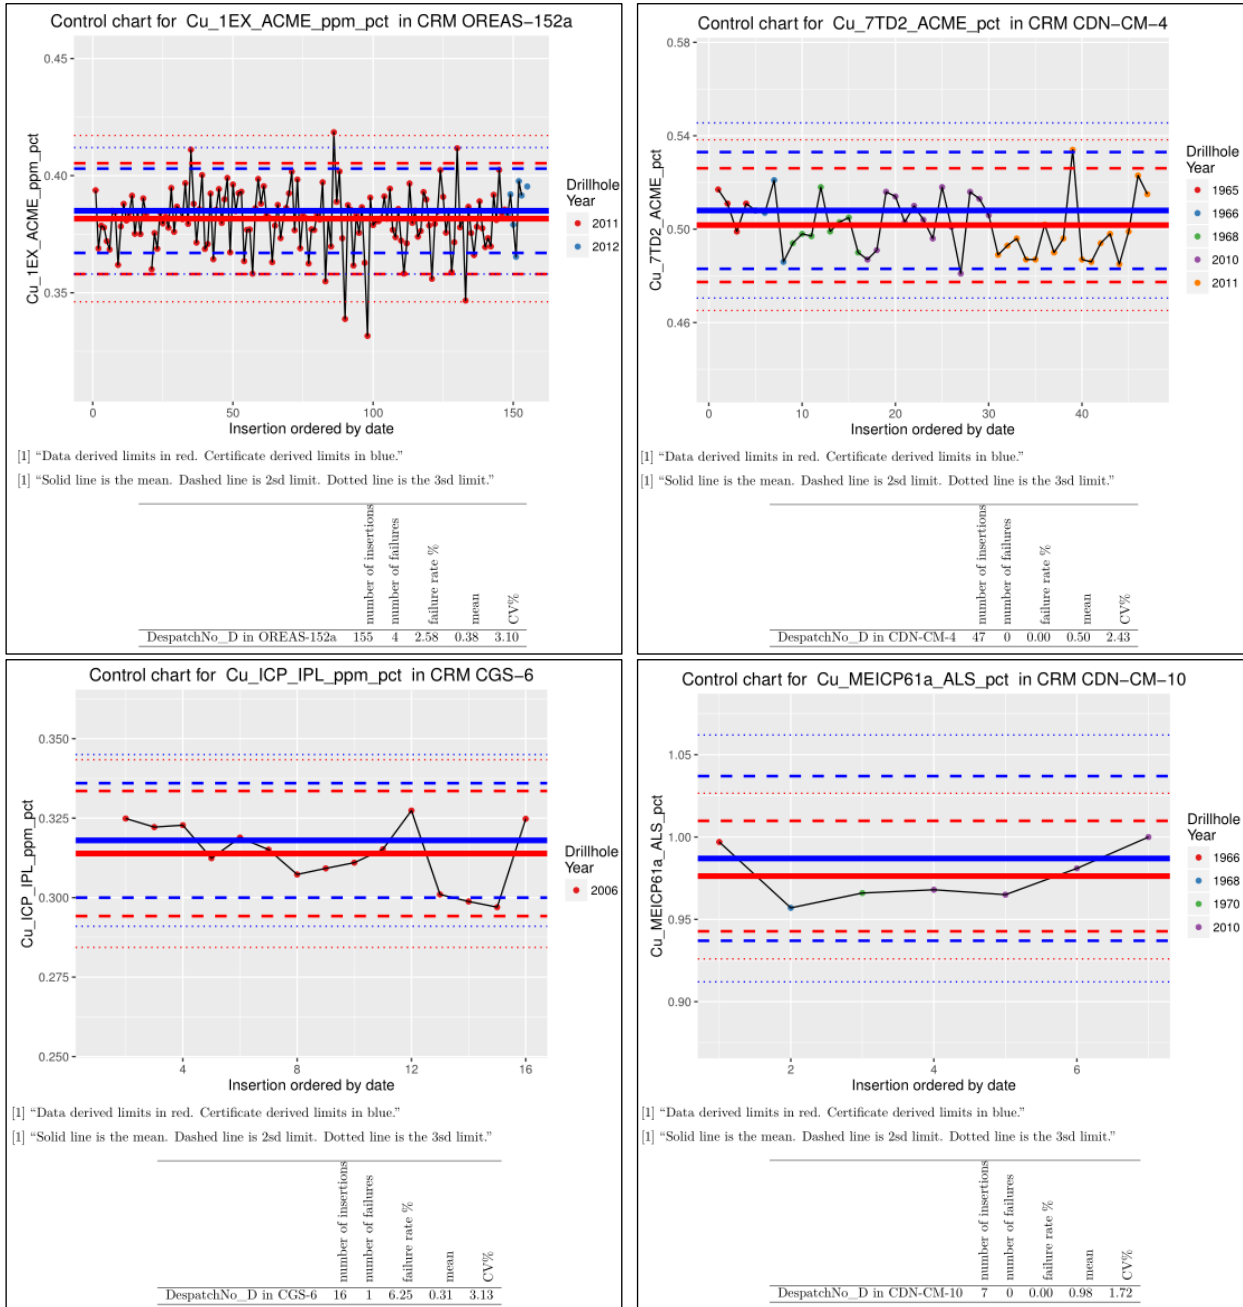 Control chart for Cu_1EX_ACME_ppm_pct in CRM OREAS-152a
0.45
0.40
0.35
Cu_1EX_ACME_ppm_pct
0
50
100
150
Insertion ordered by date
Drillhole
Year
2011
2012
[1] “Data derived limits in red. Certificate derived limits in blue.”
[1] “Solid line is the mean. Dashed line is 2sd limit. Dotted line is the 3sd limit.”
number of insertions number of failures failure rate % mean CV%
DespatchNo_D in OREAS-152a 155 4 2.58 0.38 3.10
Control chart for Cu_7TD2_ACME_pct in CRM CDN-CM-4
0.58
0.54
0.50
0.46
Cu_7TD2_ACME_pct
0
10
20
30
40
Insertion ordered by date
Drillhole
Year
1965
1966
1968
2010
2011
[1] “Data derived limits in red. Certificate derived limits in blue.”
[1] “Solid line is the mean. Dashed line is 2sd limit. Dotted line is the 3sd limit.”
number of insertions number of failures failure rate % mean CV%
DespatchNo_D in CDN-CM-4 47 0 0.00 0.50 2.43
Control chart for Cu_ICP_IPL_ppm_pct in CRM CGS-6
0.350
0.325
0.300
0.275
0.250
Cu_ICP_IPL_ppm_pct
4
8
12
16
Insertion ordered by date
Drillhole
Year
2006
[1] “Data derived limits in red. Certificate derived limits in blue.”
[1] “Solid line is the mean. Dashed line is 2sd limit. Dotted line is the 3sd limit.”
number of insertions number of failures failure rate % mean CV%
DespatchNo_D in CGS-6 16 1 6.25 0.31 3.13
Control chart for Cu_MEICP61a_ALS_pct in CRM CDN-CM-10
1.05
1.00
0.95
0.90
Cu_MEICP61a_ALS_pct
2
4
6
Insertion ordered by date
Drillhole
Year
1966
1968
1970
2010
[1] “Data derived limits in red. Certificate derived limits in blue.”
[1] “Solid line is the mean. Dashed line is 2sd limit. Dotted line is the 3sd limit.”
number of insertions number of failures failure rate % mean CV%
DespatchNo_D in CDN-CM-10 7 0 0.00 0.98 1.72